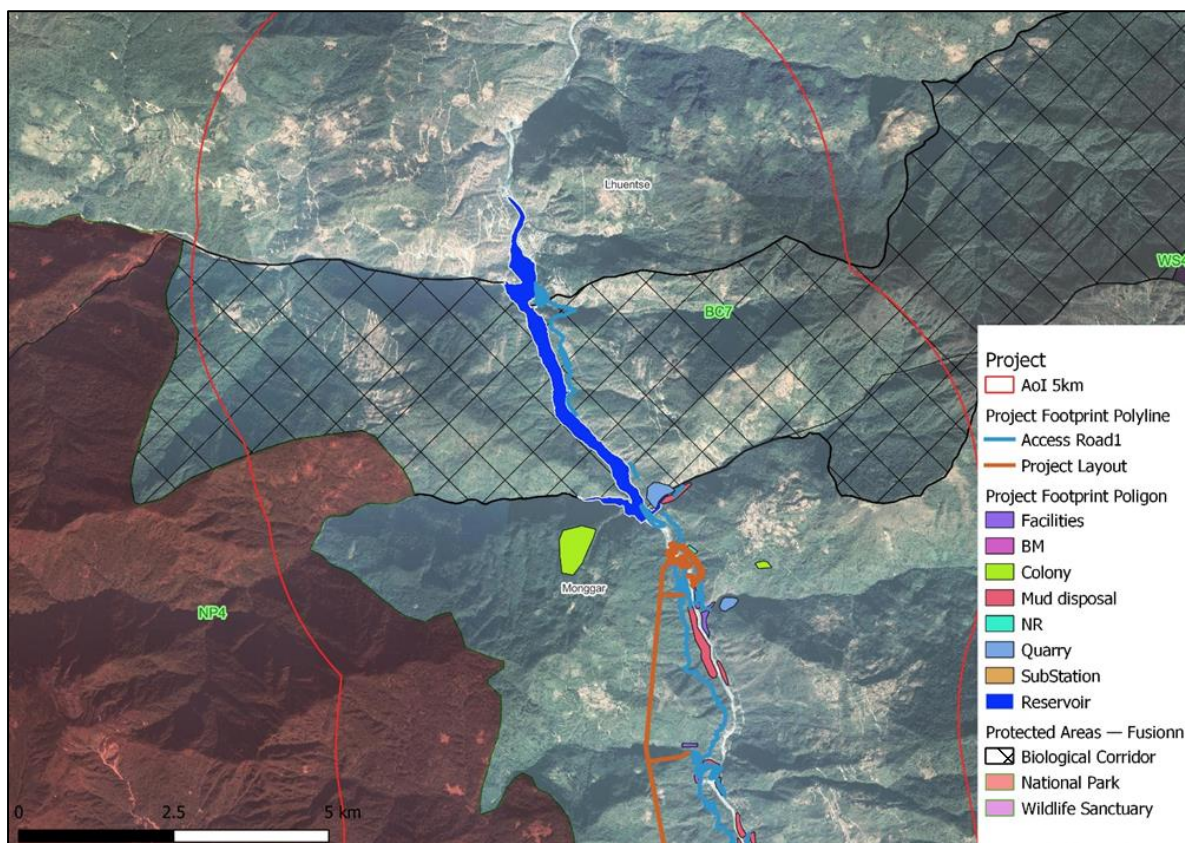 Lhuentse
WS4
BC7
Monggar
NP4
0
2.5
5 km
Project
AoI 5km
Project Footprint Polyline
Access Road1
Project Layout
Project Footprint Poligon
Facilities
BM
Colony
Mud disposal
NR
Quarry
SubStation
Reservoir
Protected Areas — Fusionn
Biological Corridor
National Park
Wildlife Sanctuary